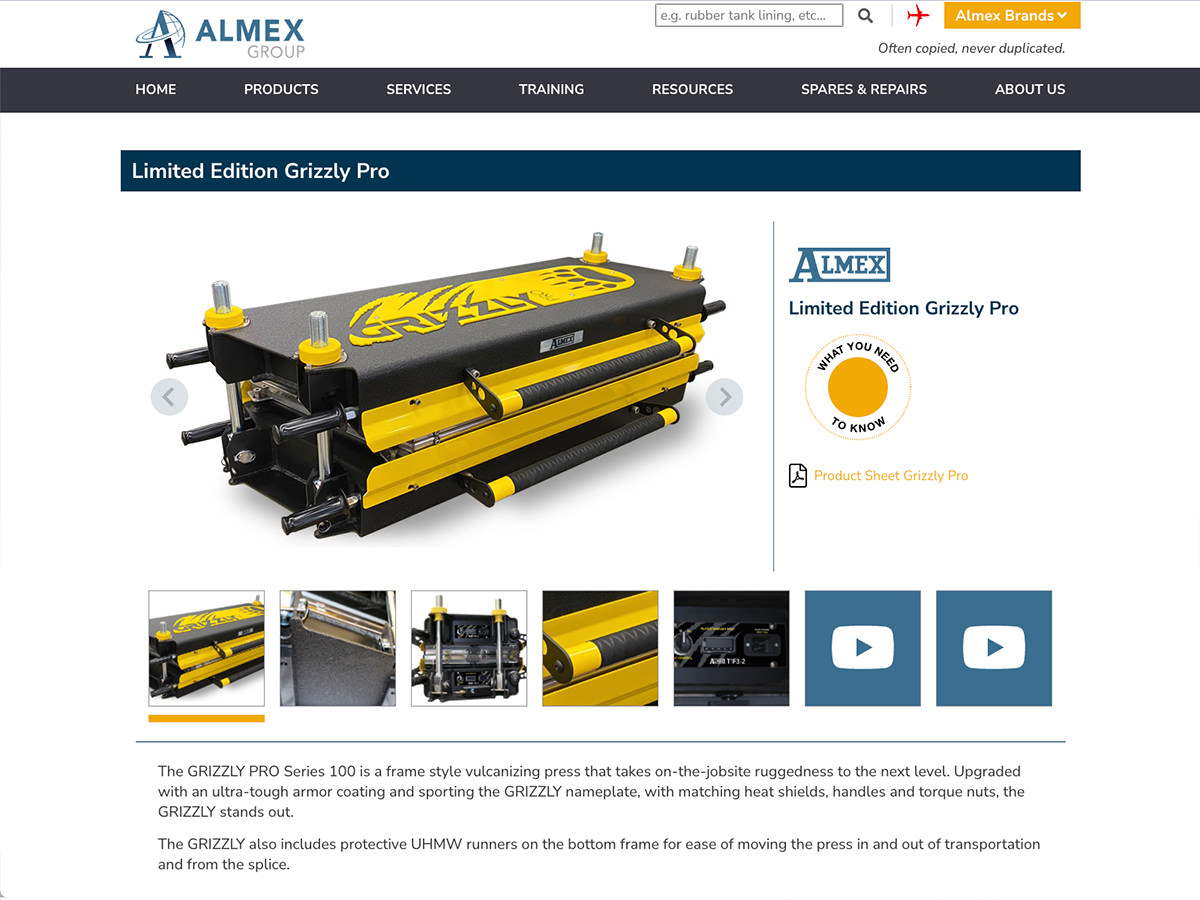 ALMEX
GROUP
e.g. rubber tank lining, etc...
Almex Brands
Often copied, never duplicated.
HOME
PRODUCTS
SERVICES
TRAINING
RESOURCES
SPARES & REPAIRS
ABOUT US
Limited Edition Grizzly Pro
GRIZZLY
PRO
ALMEX
ALMEX
Limited Edition Grizzly Pro
WHAT YOU NEED
TO KNOW
Product Sheet Grizzly Pro
GRIZZLY
The GRIZZLY PRO Series 100 is a frame style vulcanizing press that takes on-the-jobsite ruggedness to the next level. Upgraded
with an ultra-tough armor coating and sporting the GRIZZLY nameplate, with matching heat shields, handles and torque nuts, the
GRIZZLY stands out.
The GRIZZLY also includes protective UHMW runners on the bottom frame for ease of moving the press in and out of transportation
and from the splice.